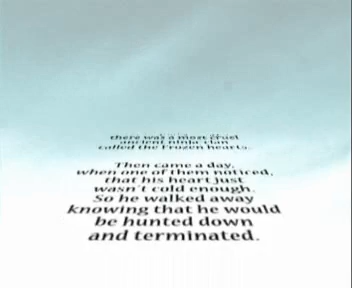 there was a most cruel
ancient ninja clan
called the Frozen hearts.
Then came a day,
when one of them noticed,
that his heart just
wasn't cold enough.
So he walked away
knowing that he would
be hunted down
and terminated.